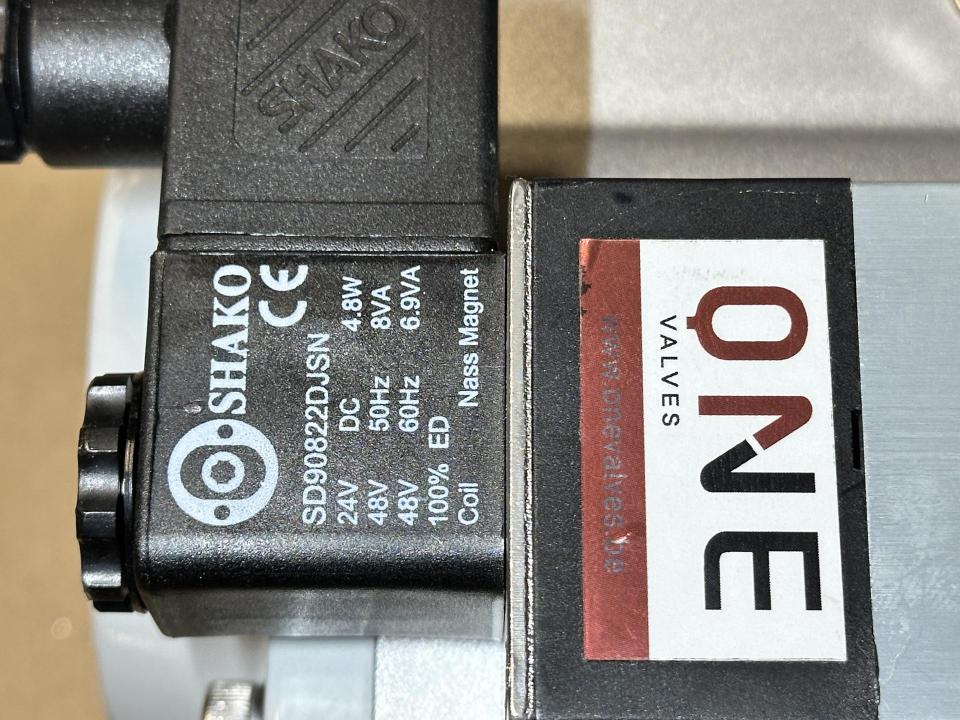 SHAKO
SHAKO
CE
SD90822DJSN
24V DC 4.8W
48V 50Hz 8VA
48V 60Hz 6.9VA
100% ED
Coil Nass Magnet
ONE
VALVES
www.onevalves.be